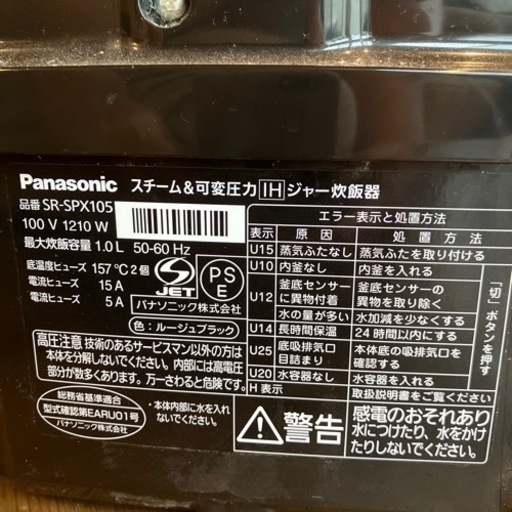 Panasonic スチーム&可変圧力IHジャー炊飯器
品番 SR-SPX105
100 V 1210 W
最大炊飯容量 1.0 L 50-60 Hz
底温度ヒューズ 157 ℃ 2個
電流ヒューズ 15 A
電流ヒューズ 5 A
S JET
PS E
パナソニック株式会社
(色:ルージュブラック)
高圧注意 技術のあるサービスマン以外の方は
本体を分解しないでください。内部には高電圧
部分が数多くあります。万一さわると危険です。
総務省基準適合
型式確認第EARU01号
パナソニック株式会社
・本体内部に水を入れ
ないでください。
エラー表示と処置方法
表示 原因 処置方法
U15 蒸気ふたなし 蒸気ふたを取り付ける
U10 内釜なし 内釜を入れる
U12 釜底センサーに異物付着 釜底センサーの異物を取り除く
水の量が多い 水加減を少なくする
U14 長時間保温 24時間以内にする
U25 底吸排気口目詰まり 本体底の吸排気口を確認する
U20 水容器なし 水容器を入れる
H表示 取扱説明書をご覧ください
「切」ボタンを押す
警告
感電のおそれあり
水につけたり、水をかけ
たりしないでください。